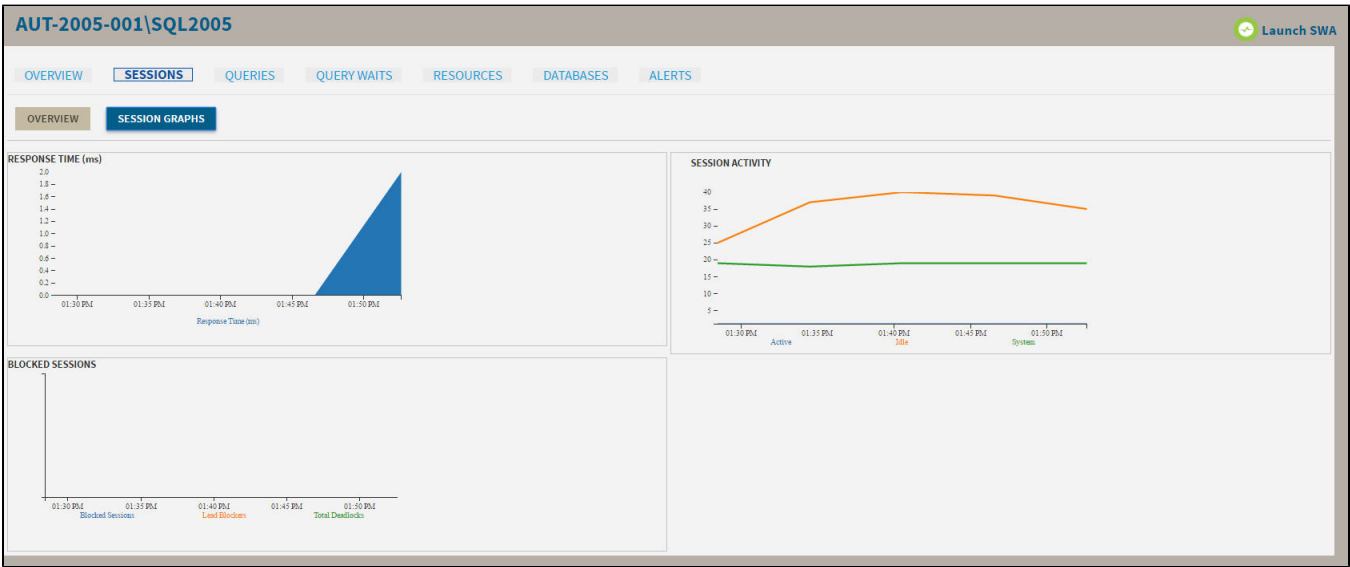 AUT-2005-001\SQL2005
Launch SWA
OVERVIEW SESSIONS QUERIES QUERY WAITS RESOURCES DATABASES ALERTS
OVERVIEW SESSION GRAPHS
RESPONSE TIME (ms)
2.0
1.8
1.6
1.4
1.2
1.0
0.8
0.6
0.4
0.2
0.0
01:30 PM 01:35 PM 01:40 PM 01:45 PM 01:50 PM
Response Time (ms)
SESSION ACTIVITY
40
35
30
25
20
15
10
5
01:30 PM 01:35 PM 01:40 PM 01:45 PM 01:50 PM
Active Idle System
BLOCKED SESSIONS
01:30 PM 01:35 PM 01:40 PM 01:45 PM 01:50 PM
Blocked Sessions Lead Blockers Total Deadlocks